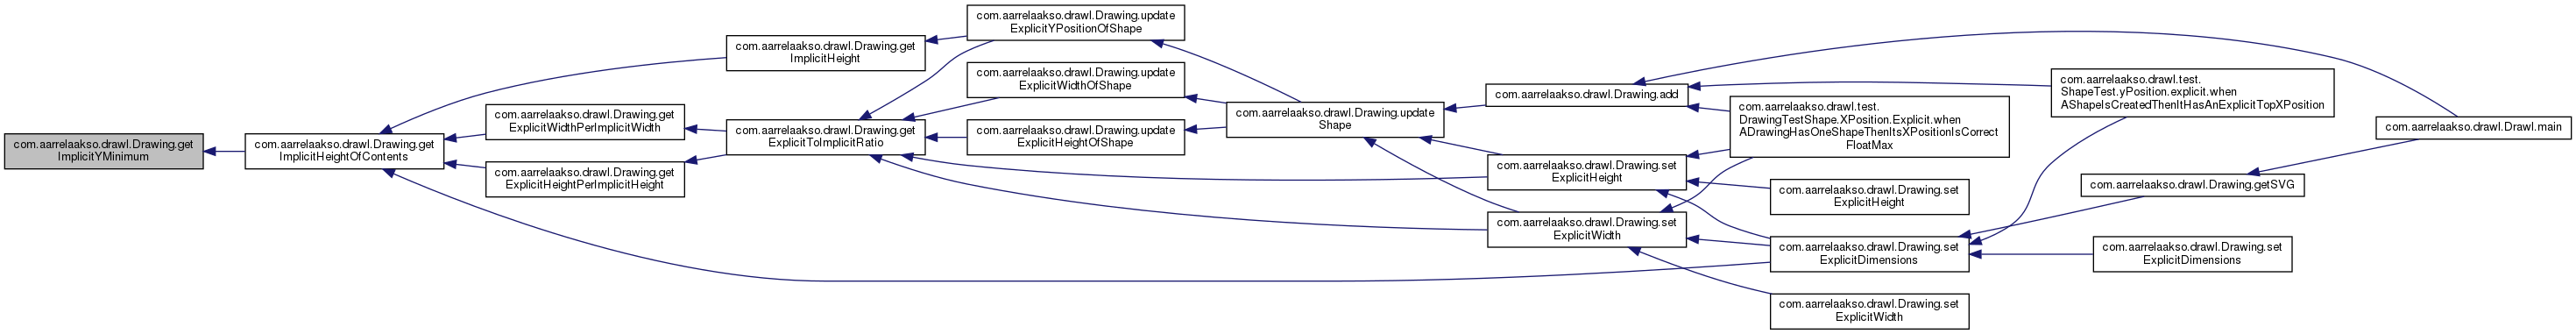 com.aarrelaakso.drawl.Drawing.get
ImplicitYMinimum
com.aarrelaakso.drawl.Drawing.get
ImplicitHeightOfContents
com.aarrelaakso.drawl.Drawing.get
ImplicitHeight
com.aarrelaakso.drawl.Drawing.get
ExplicitWidthPerImplicitWidth
com.aarrelaakso.drawl.Drawing.get
ExplicitHeightPerImplicitHeight
com.aarrelaakso.drawl.Drawing.get
ExplicitToImplicitRatio
com.aarrelaakso.drawl.Drawing.update
ExplicitYPositionOfShape
com.aarrelaakso.drawl.Drawing.update
ExplicitWidthOfShape
com.aarrelaakso.drawl.Drawing.update
ExplicitHeightOfShape
com.aarrelaakso.drawl.Drawing.update
Shape
com.aarrelaakso.drawl.Drawing.add
com.aarrelaakso.drawl.Drawing.set
ExplicitHeight
com.aarrelaakso.drawl.Drawing.set
ExplicitWidth
com.aarrelaakso.drawl.test.
DrawingTestShape.XPosition.Explicit.when
ADrawingHasOneShapeThenItsXPositionIsCorrect
FloatMax
com.aarrelaakso.drawl.Drawing.set
ExplicitHeight
com.aarrelaakso.drawl.Drawing.set
ExplicitDimensions
com.aarrelaakso.drawl.Drawing.set
ExplicitWidth
com.aarrelaakso.drawl.test.
ShapeTest.yPosition.explicit.when
AShapeIsCreatedThenItHasAnExplicitTopXPosition
com.aarrelaakso.drawl.Drawing.getSVG
com.aarrelaakso.drawl.Drawing.set
ExplicitDimensions
com.aarrelaakso.drawl.Drawl.main